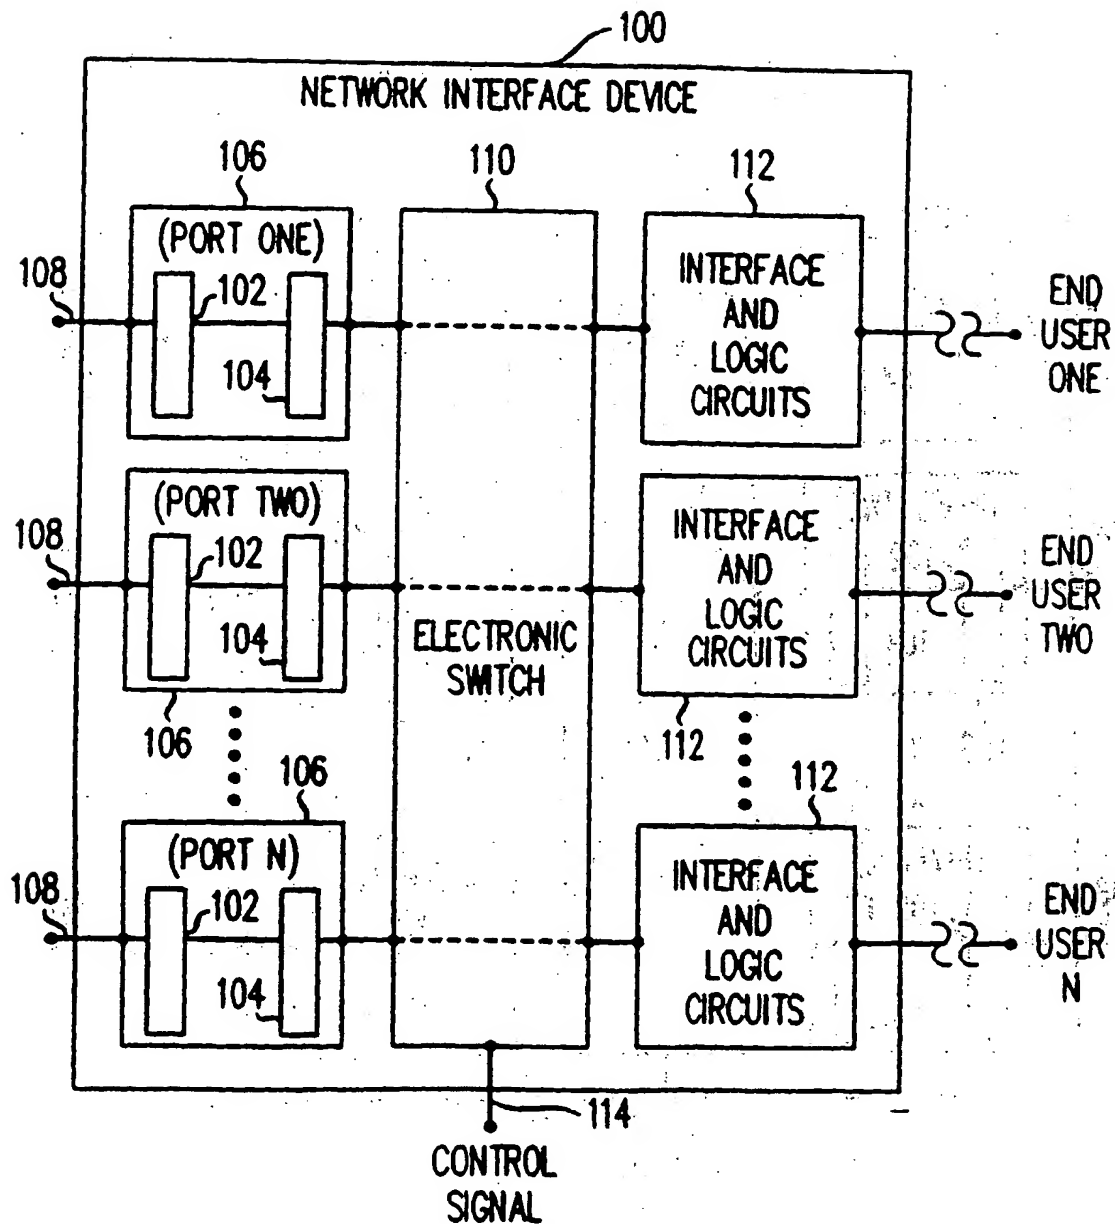 100
NETWORK INTERFACE DEVICE
106
110
112
(PORT ONE)
108
102
104
INTERFACE
AND
LOGIC
CIRCUITS
END
USER
ONE
(PORT TWO)
108
102
104
106
ELECTRONIC
SWITCH
INTERFACE
AND
LOGIC
CIRCUITS
112
END
USER
TWO
106
112
(PORT N)
108
102
104
INTERFACE
AND
LOGIC
CIRCUITS
END
USER
N
114
CONTROL
SIGNAL